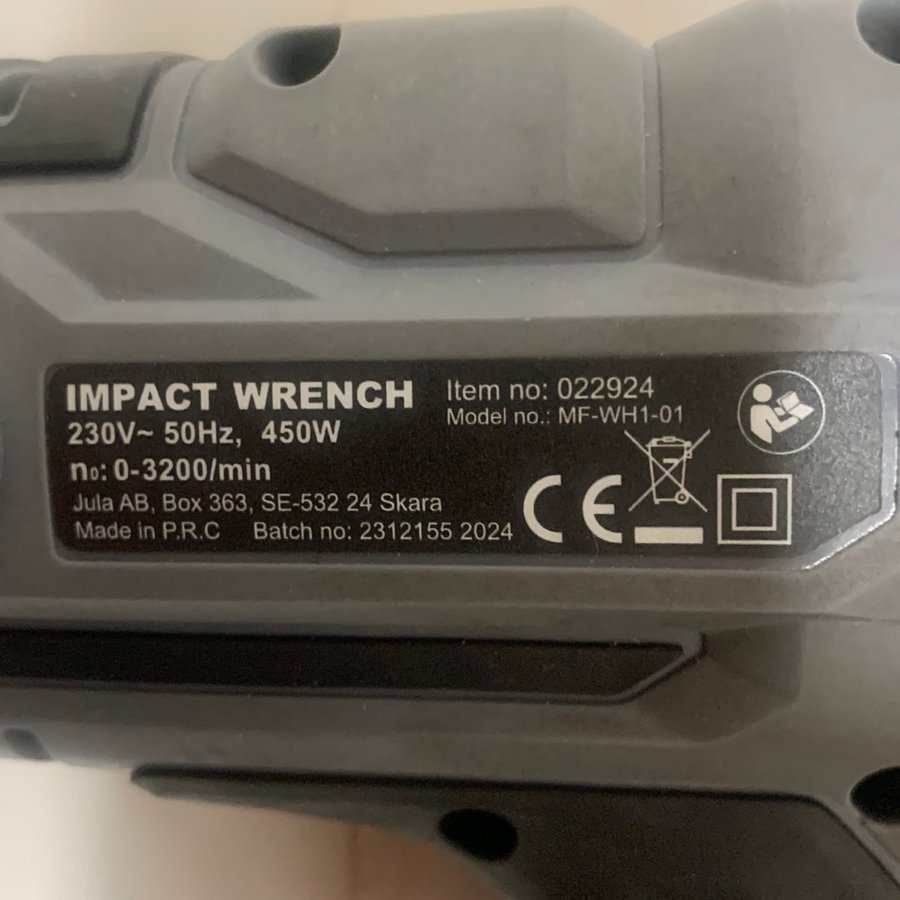 IMPACT WRENCH
230V~ 50Hz, 450W
n₀: 0-3200/min
Jula AB, Box 363, SE-532 24 Skara
Made in P.R.C Batch no: 2312155 2024
Item no: 022924
Model no.: MF-WH1-01
CE